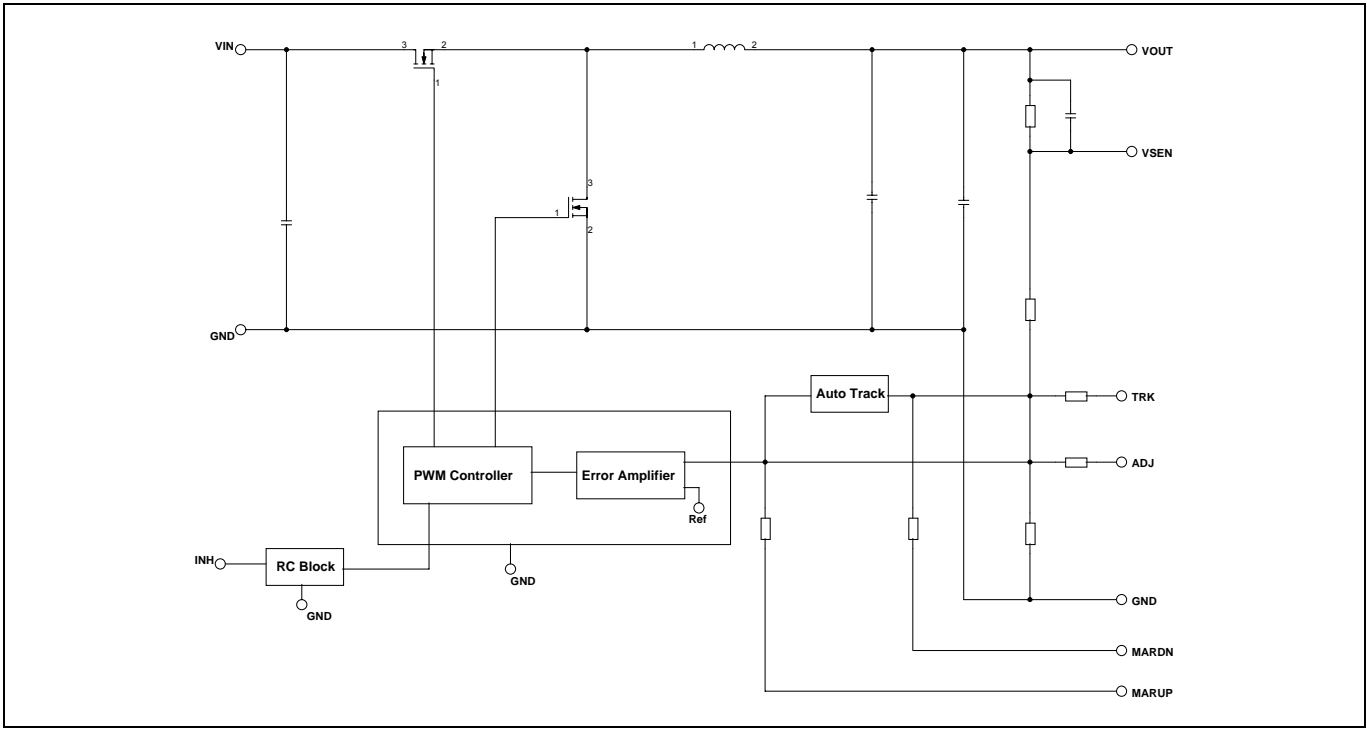 VIN
3
2
1
1
2
VOUT
VSEN
3
1
2
GND
Auto Track
TRK
PWM Controller
Error Amplifier
ADJ
Ref
INH
RC Block
GND
GND
GND
MARDN
MARUP